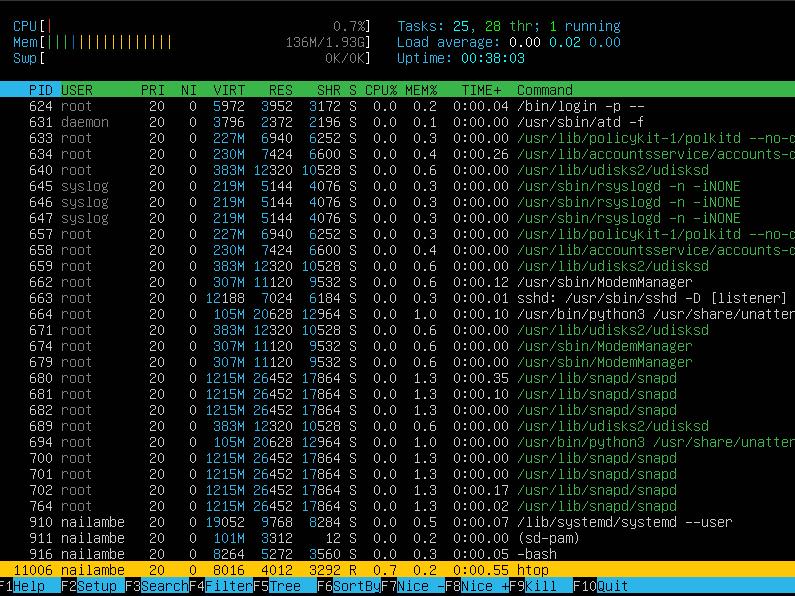 CPU[| 0.7%] Tasks: 25, 28 thr; 1 running
Mem[|||||||||||||||| 136M/1.93G] Load average: 0.00 0.02 0.00
Swp[ 0K/0K] Uptime: 00:38:03
PID USER PRI NI VIRT RES SHR S CPU% MEM% TIME+ Command
624 root 20 0 5972 3952 3172 S 0.0 0.2 0:00.04 /bin/login -p --
631 daemon 20 0 3796 2372 2196 S 0.0 0.1 0:00.00 /usr/sbin/atd -f
633 root 20 0 227M 6940 6252 S 0.0 0.3 0:00.00 /usr/lib/policykit-1/polkitd --no-d
634 root 20 0 230M 7424 6600 S 0.0 0.4 0:00.26 /usr/lib/accountsservice/accounts-d
640 root 20 0 383M 12320 10528 S 0.0 0.6 0:00.00 /usr/lib/udisks2/udisksd
645 syslog 20 0 219M 5144 4076 S 0.0 0.3 0:00.00 /usr/sbin/rsyslogd -n -iNONE
646 syslog 20 0 219M 5144 4076 S 0.0 0.3 0:00.00 /usr/sbin/rsyslogd -n -iNONE
647 syslog 20 0 219M 5144 4076 S 0.0 0.3 0:00.00 /usr/sbin/rsyslogd -n -iNONE
657 root 20 0 227M 6940 6252 S 0.0 0.3 0:00.00 /usr/lib/policykit-1/polkitd --no-d
658 root 20 0 230M 7424 6600 S 0.0 0.4 0:00.00 /usr/lib/accountsservice/accounts-d
659 root 20 0 383M 12320 10528 S 0.0 0.6 0:00.00 /usr/lib/udisks2/udisksd
662 root 20 0 307M 11120 9532 S 0.0 0.6 0:00.12 /usr/sbin/ModemManager
663 root 20 0 12188 7024 6184 S 0.0 0.3 0:00.01 sshd: /usr/sbin/sshd -D [listener]
664 root 20 0 105M 20628 12964 S 0.0 1.0 0:00.10 /usr/bin/python3 /usr/share/unatten
671 root 20 0 383M 12320 10528 S 0.0 0.6 0:00.00 /usr/lib/udisks2/udisksd
674 root 20 0 307M 11120 9532 S 0.0 0.6 0:00.00 /usr/sbin/ModemManager
679 root 20 0 307M 11120 9532 S 0.0 0.6 0:00.00 /usr/sbin/ModemManager
680 root 20 0 1215M 26452 17864 S 0.0 1.3 0:00.35 /usr/lib/snapd/snapd
681 root 20 0 1215M 26452 17864 S 0.0 1.3 0:00.10 /usr/lib/snapd/snapd
682 root 20 0 1215M 26452 17864 S 0.0 1.3 0:00.00 /usr/lib/snapd/snapd
689 root 20 0 383M 12320 10528 S 0.0 0.6 0:00.00 /usr/lib/udisks2/udisksd
694 root 20 0 105M 20628 12964 S 0.0 1.0 0:00.00 /usr/bin/python3 /usr/share/unatten
700 root 20 0 1215M 26452 17864 S 0.0 1.3 0:00.00 /usr/lib/snapd/snapd
701 root 20 0 1215M 26452 17864 S 0.0 1.3 0:00.00 /usr/lib/snapd/snapd
702 root 20 0 1215M 26452 17864 S 0.0 1.3 0:00.17 /usr/lib/snapd/snapd
764 root 20 0 1215M 26452 17864 S 0.0 1.3 0:00.02 /usr/lib/snapd/snapd
910 nailambe 20 0 19052 9768 8284 S 0.0 0.5 0:00.07 /lib/systemd/systemd --user
911 nailambe 20 0 101M 3312 12 S 0.0 0.2 0:00.00 (sd-pam)
916 nailambe 20 0 8264 5272 3560 S 0.0 0.3 0:00.05 -bash
11006 nailambe 20 0 8016 4012 3292 R 0.7 0.2 0:00.55 htop
F1Help F2Setup F3SearchF4FilterF5Tree F6SortByF7Nice -F8Nice +F9Kill F10Quit